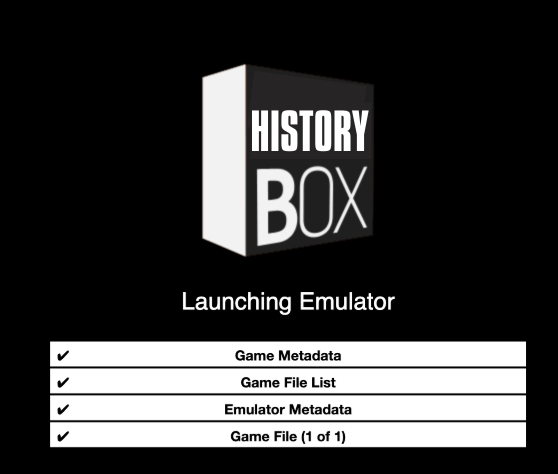 HISTORY
BOX
Launching Emulator
✔ Game Metadata
✔ Game File List
✔ Emulator Metadata
✔ Game File (1 of 1)